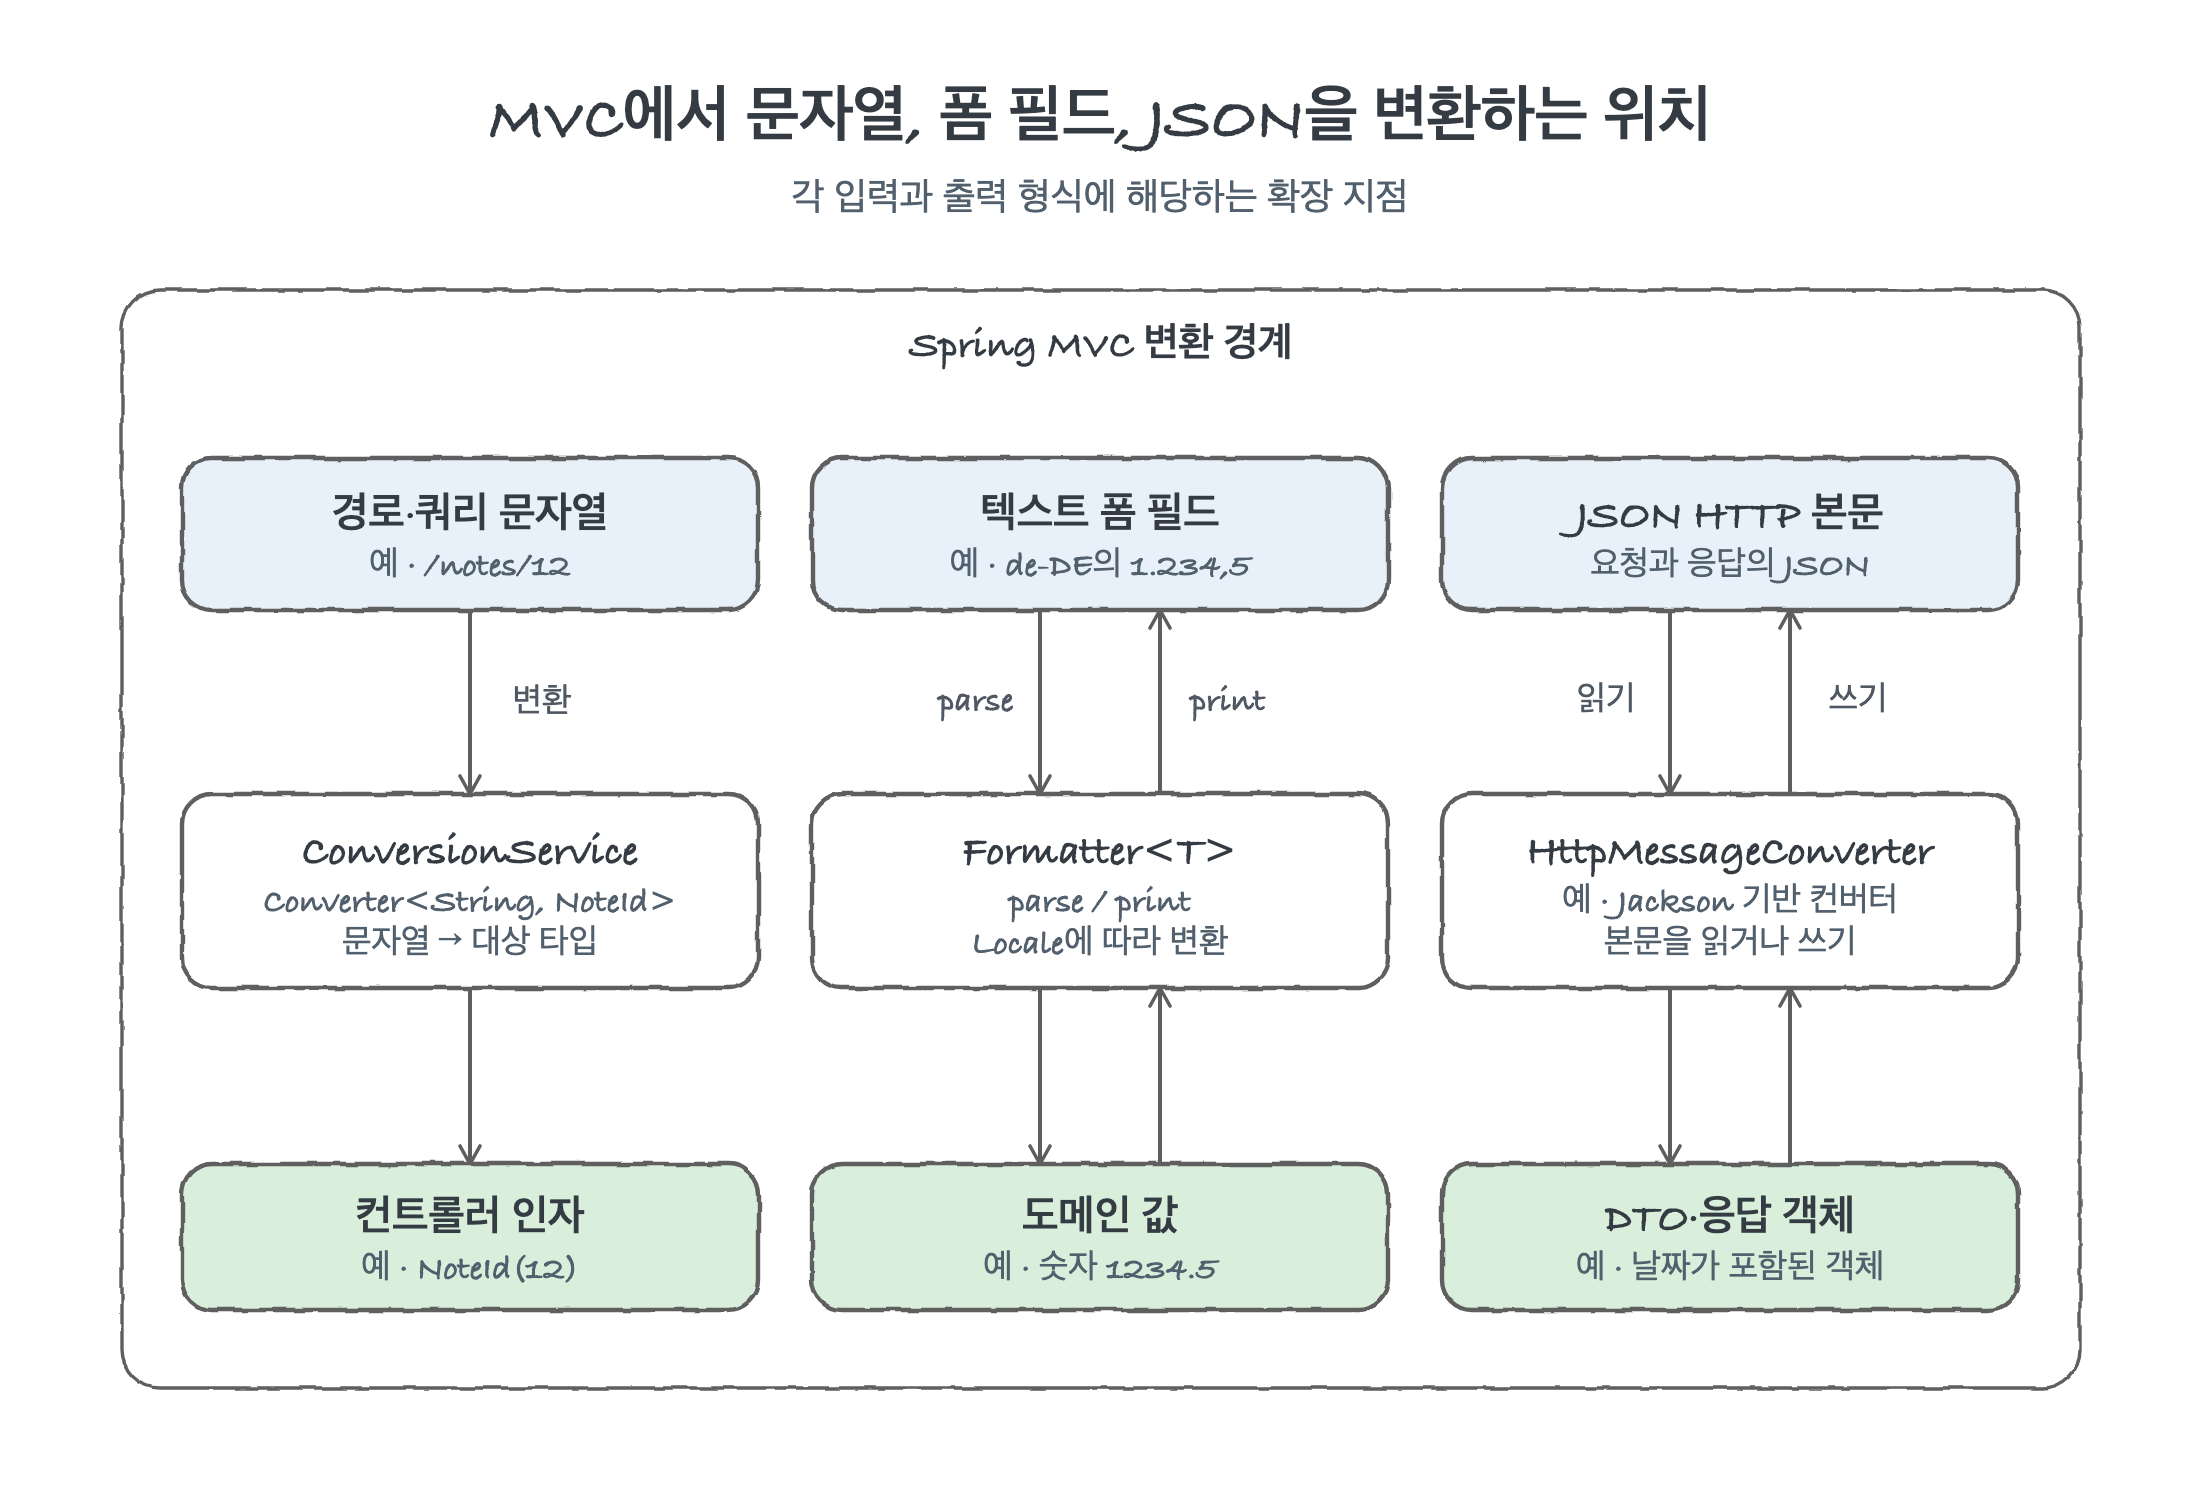 MVC에서 문자열, 폼 필드, JSON을 변환하는 위치
각 입력과 출력 형식에 해당하는 확장 지점
Spring MVC 변환 경계
경로·쿼리 문자열
예 · /notes/12
텍스트 폼 필드
예 · de-DE의 1.234,5
JSON HTTP 본문
요청과 응답의 JSON
변환
parse
print
읽기
쓰기
ConversionService
Converter<String, NoteId>
문자열 → 대상 타입
Formatter<T>
parse / print
Locale에 따라 변환
HttpMessageConverter
예 · Jackson 기반 컨버터
본문을 읽거나 쓰기
컨트롤러 인자
예 · NoteId(12)
도메인 값
예 · 숫자 1234.5
DTO·응답 객체
예 · 날짜가 포함된 객체